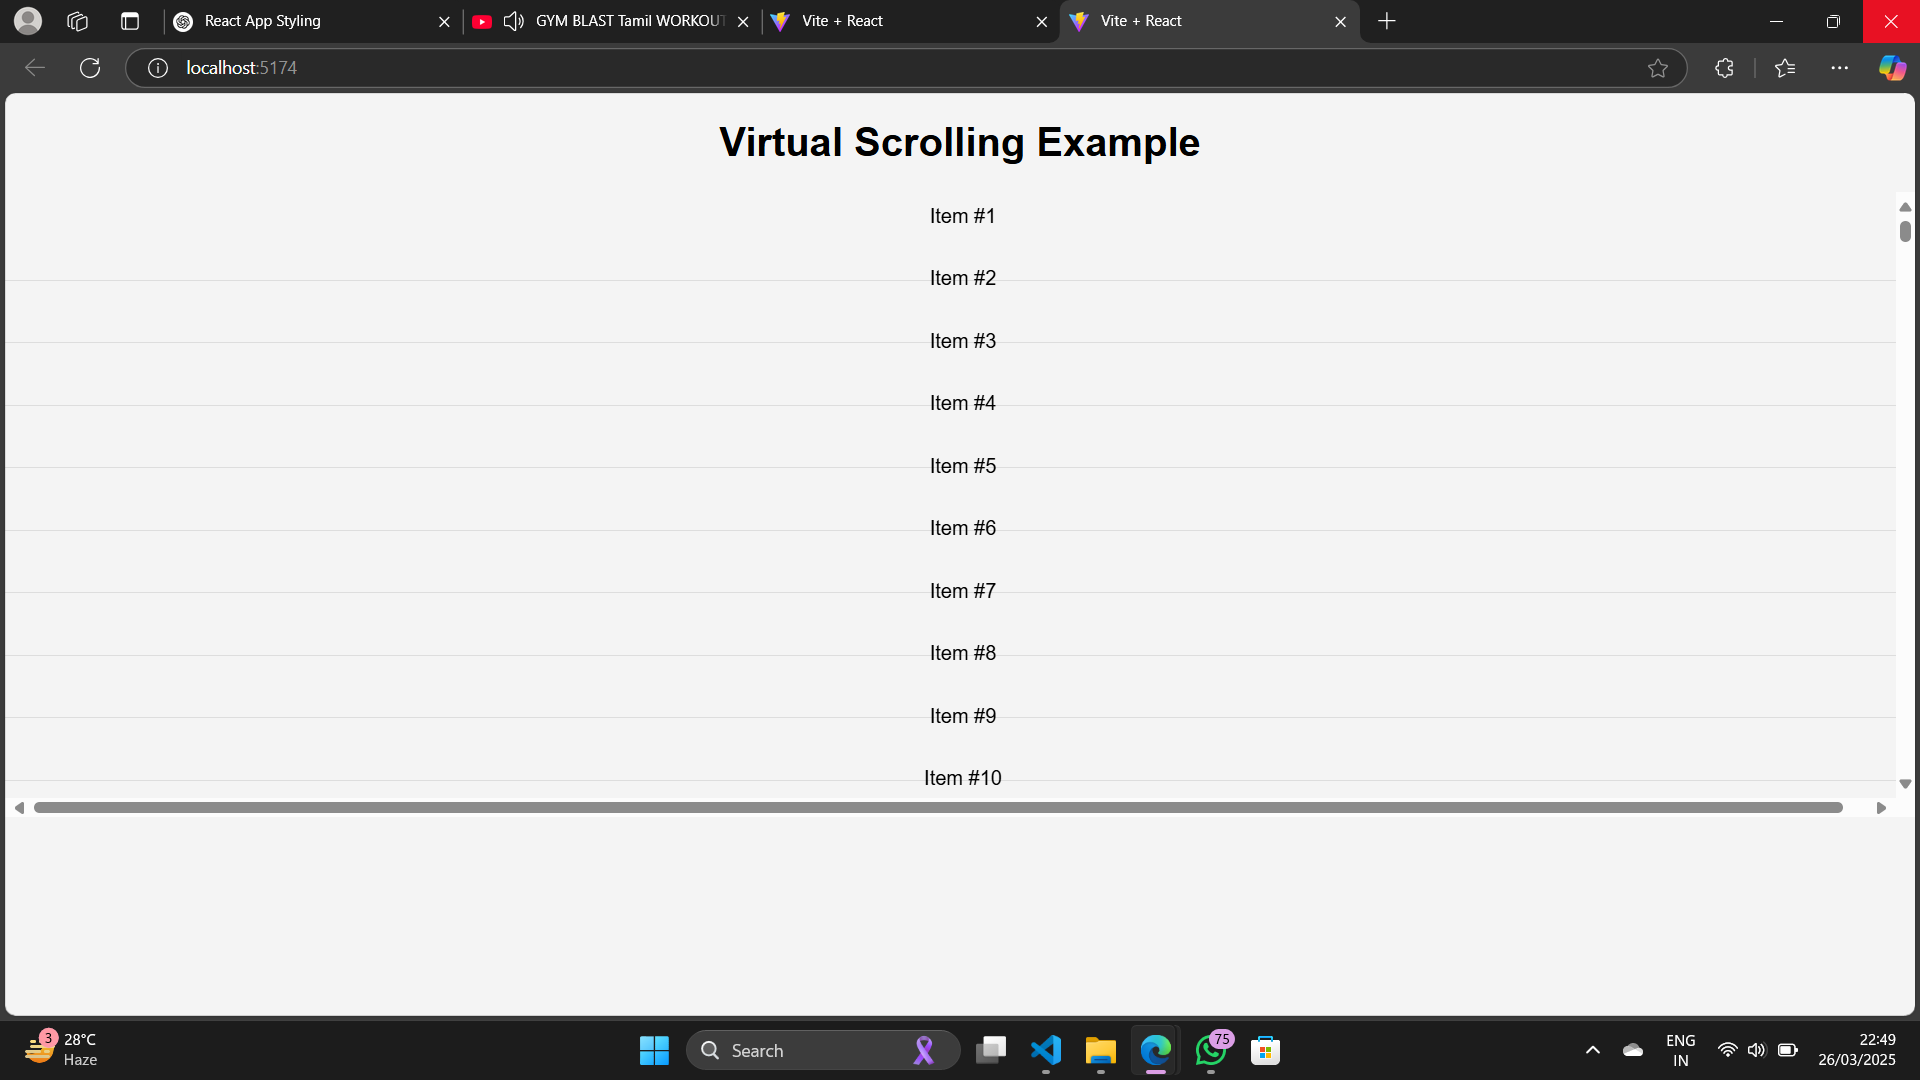 React App Styling
GYM BLAST Tamil WORKOUT
Vite + React
Vite + React
localhost:5174
Virtual Scrolling Example
Item #1
Item #2
Item #3
Item #4
Item #5
Item #6
Item #7
Item #8
Item #9
Item #10
3
28°C
Haze
Search
75
ENG
IN
22:49
26/03/2025